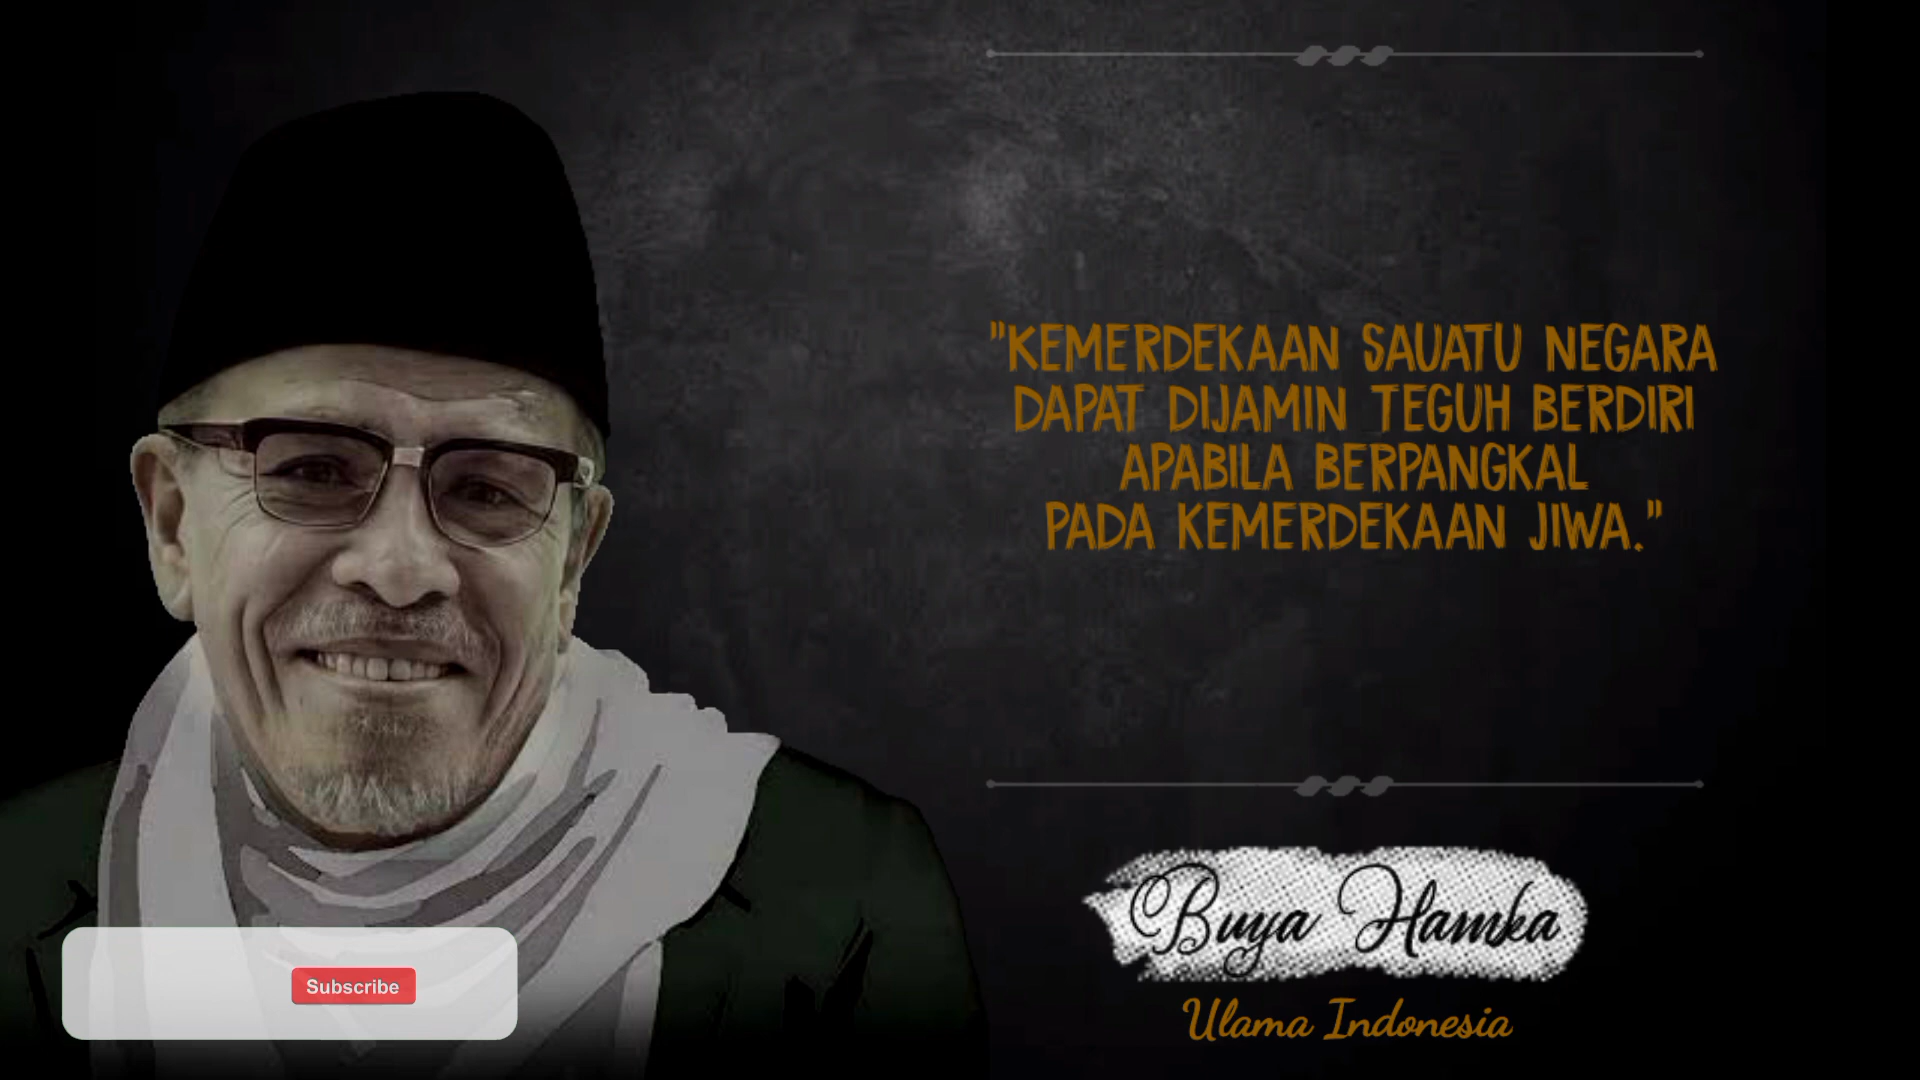 "KEMERDEKAAN SAUATU NEGARA
DAPAT DIJAMIN TEGUH BERDIRI
APABILA BERPANGKAL
PADA KEMERDEKAAN JIWA."
Buya Hamka
Ulama Indonesia
Subscribe